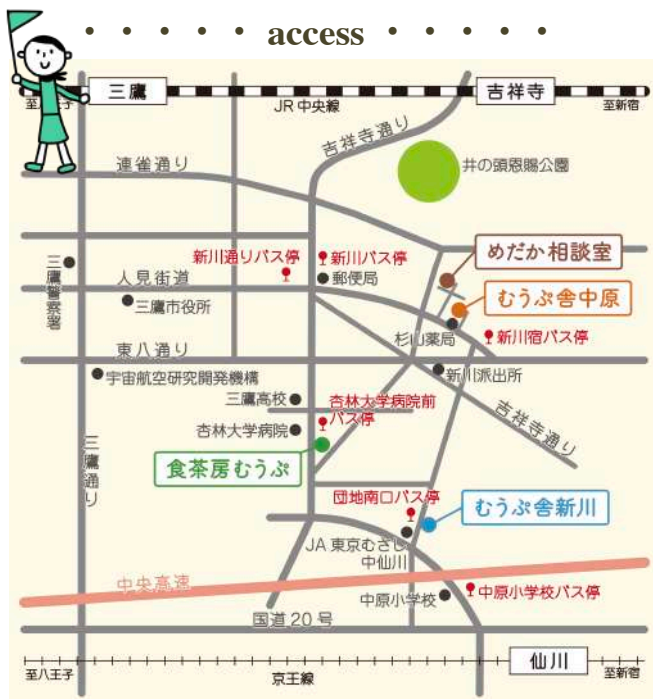 access
三鷹
吉祥寺
至八王子
JR中央線
至新宿
吉祥寺通り
連雀通り
井の頭恩賜公園
めだか相談室
新川通りバス停
新川バス停
三鷹警察署
人見街道
郵便局
むうぷ舎中原
三鷹市役所
杉山薬局
新川宿バス停
東八通り
宇宙航空研究開発機構
新川派出所
三鷹高校
杏林大学病院前
バス停
杏林大学病院
吉祥寺通り
三鷹通り
食茶房むうぷ
団地南口バス停
むうぷ舎新川
JA東京むさし
中仙川
中央高速
中原小学校
中原小学校バス停
国道20号
仙川
至八王子
京王線
至新宿